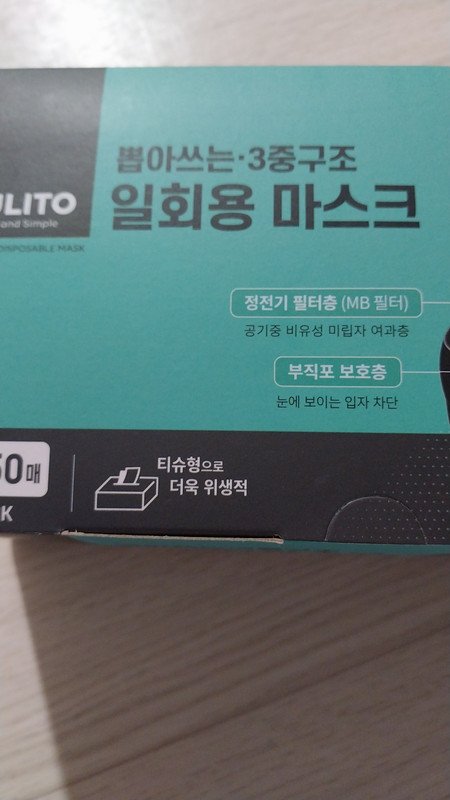 뽑아쓰는·3중구조
일회용 마스크
LITO
and Simple
DISPOSABLE MASK
정전기 필터층 (MB 필터)
공기중 비유성 미립자 여과층
부직포 보호층
눈에 보이는 입자 차단
50매
K
티슈형으로
더욱 위생적